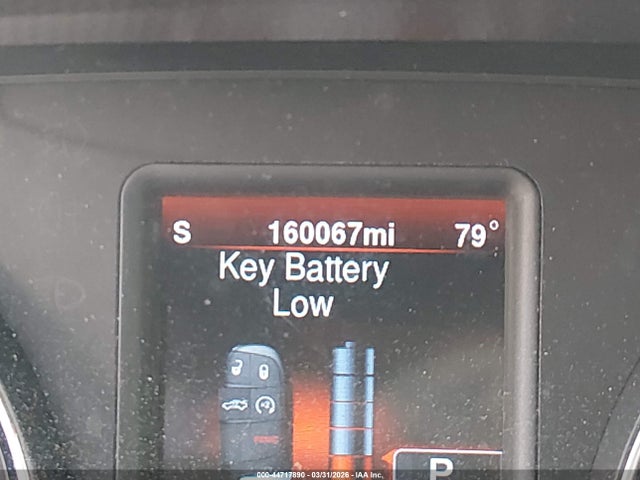 S 160067mi 79°
Key Battery
Low
P
000-44717890 - 03/31/2026 - IAA Inc.